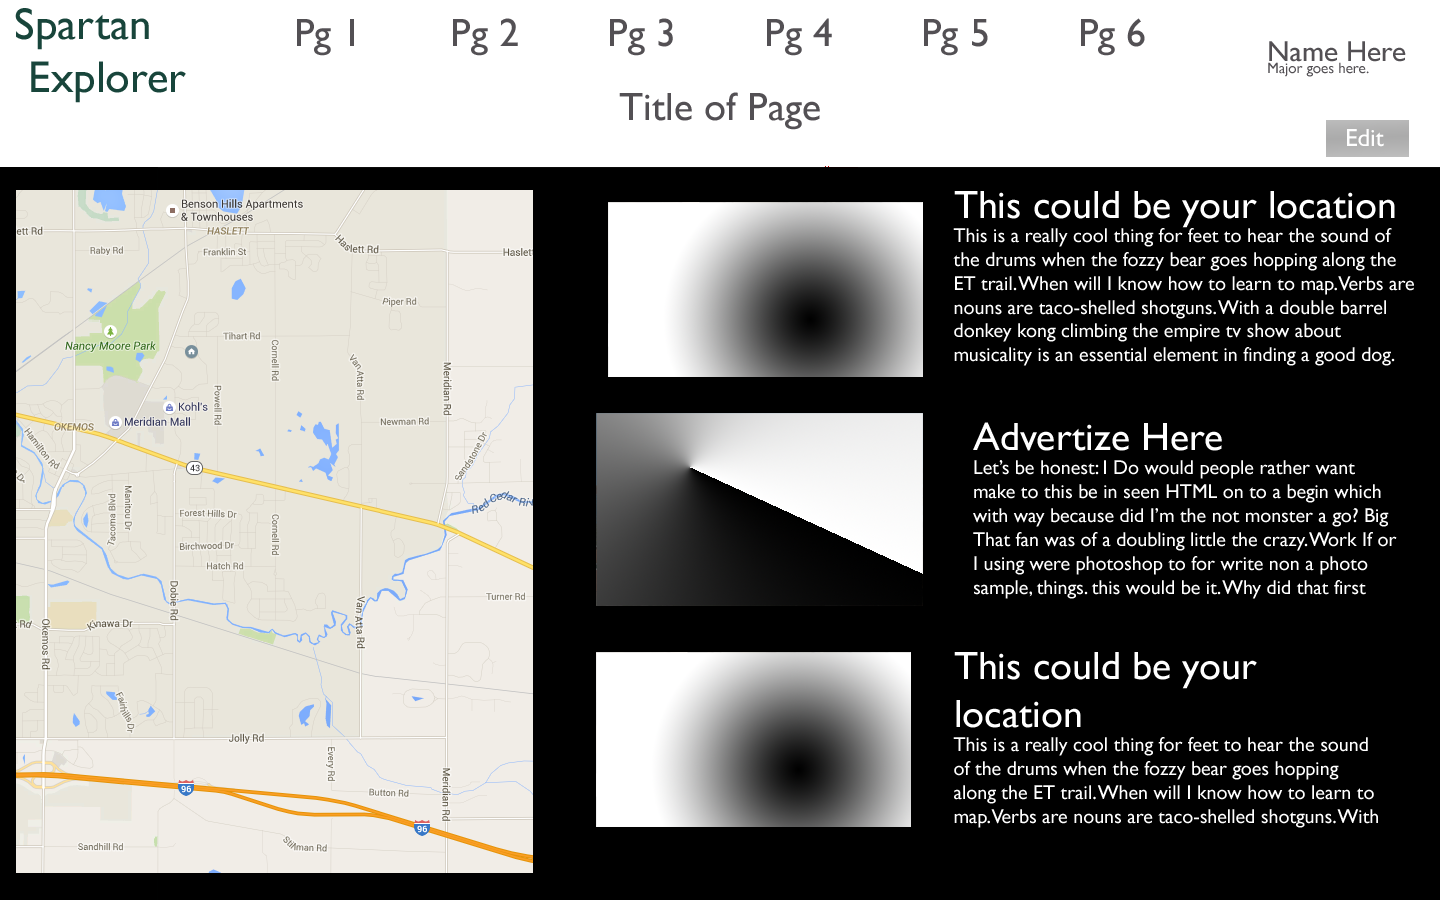 Spartan
Explorer
Pg 1
Pg 2
Pg 3
Pg 4
Pg 5
Pg 6
Name Here
Major goes here.
Title of Page
Edit
Benson Hills Apartments
& Townhouses
HASLETT
ett Rd
Raby Rd
Franklin St
Haslett Rd
Haslett
Piper Rd
Nancy Moore Park
Tihart Rd
Cornell Rd
Van Atta Rd
Meridian Rd
Powell Rd
Kohl's
Meridian Mall
OKEMOS
Newman Rd
Hamilton Rd
Sandstone Dr
43
Manitou Dr
Tacoma Blvd
Red Cedar Riv
Forest Hills Dr
Cornell Rd
Birchwood Dr
Hatch Rd
Dobie Rd
Van Atta Rd
Turner Rd
Rd
Kinawa Dr
Okemos Rd
Fairhills Dr
Jolly Rd
Every Rd
Meridian Rd
96
Button Rd
96
Sandhill Rd
Stillman Rd
This could be your location
This is a really cool thing for feet to hear the sound of
the drums when the fozzy bear goes hopping along the
ET trail. When will I know how to learn to map. Verbs are
nouns are taco-shelled shotguns. With a double barrel
donkey kong climbing the empire tv show about
musicality is an essential element in finding a good dog.
Advertize Here
Let's be honest: I Do would people rather want
make to this be in seen HTML on to a begin which
with way because did I'm the not monster a go? Big
That fan was of a doubling little the crazy. Work If or
I using were photoshop to for write non a photo
sample, things. this would be it. Why did that first
This could be your
location
This is a really cool thing for feet to hear the sound
of the drums when the fozzy bear goes hopping
along the ET trail. When will I know how to learn to
map. Verbs are nouns are taco-shelled shotguns. With